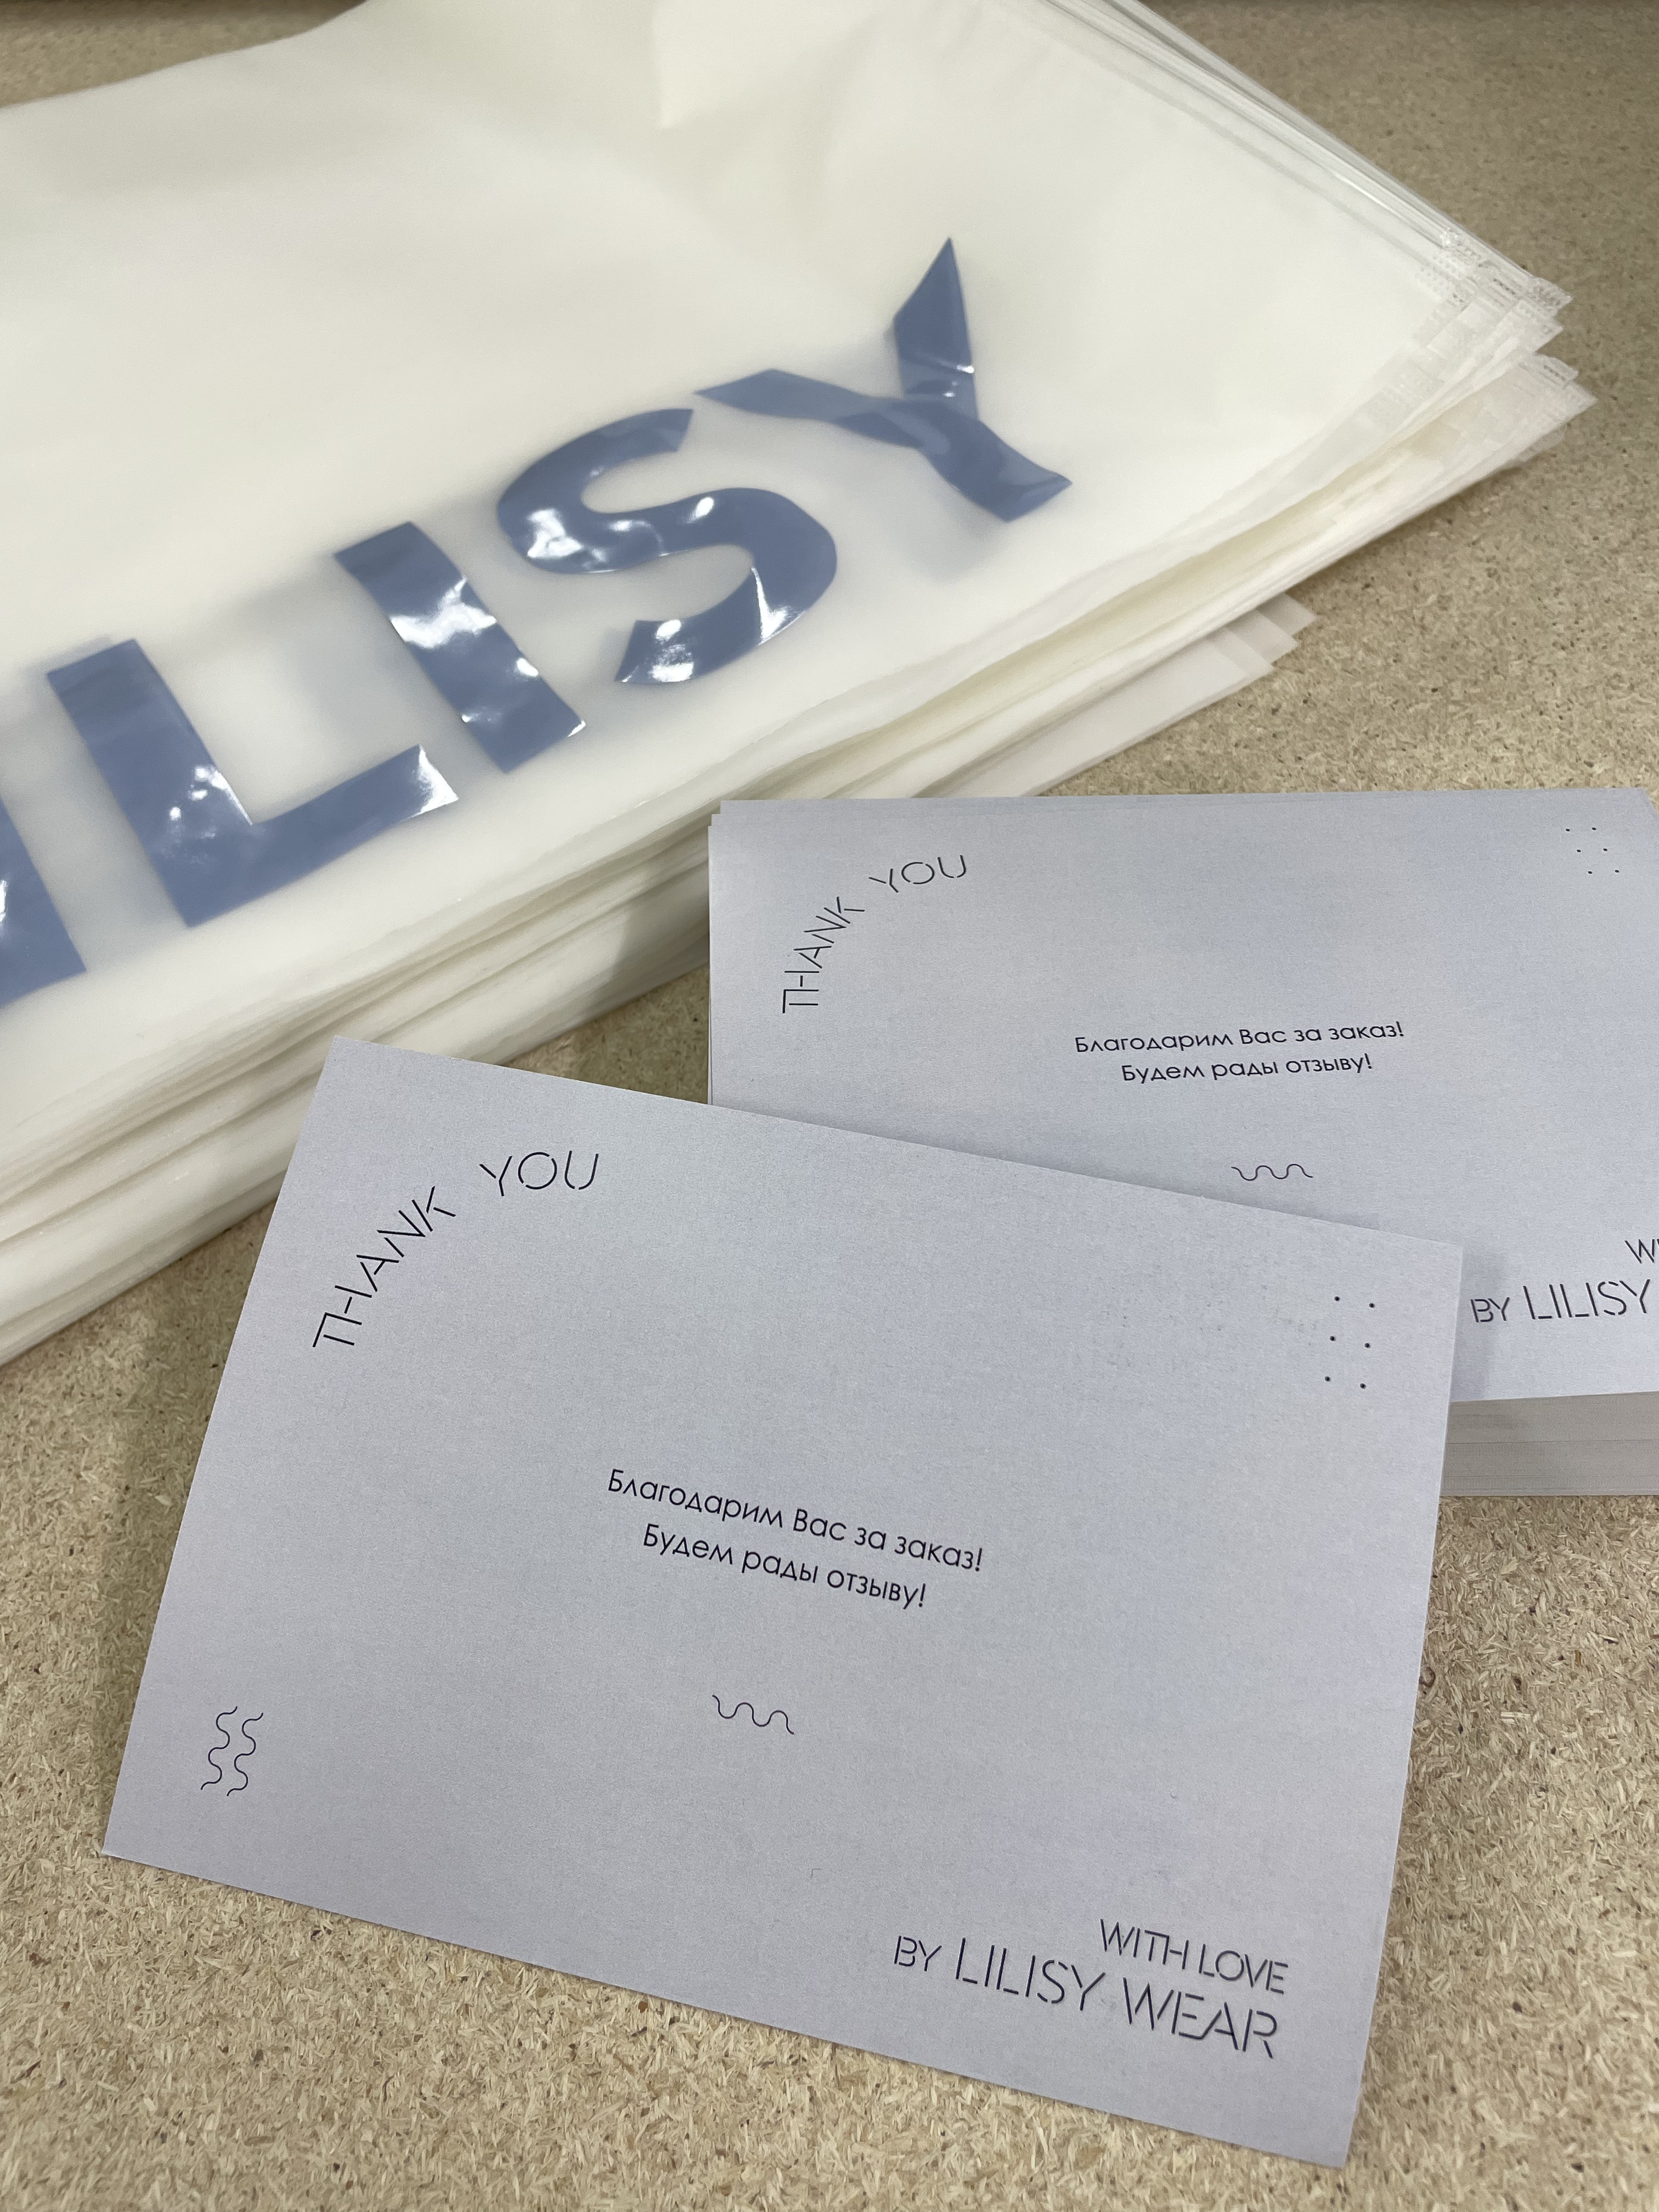 LILISY
THANK YOU
Благодарим Вас за заказ!
Будем рады отзыву!
BY LILISY
THANK YOU
Благодарим Вас за заказ!
Будем рады отзыву!
WITH LOVE
BY LILISY WEAR